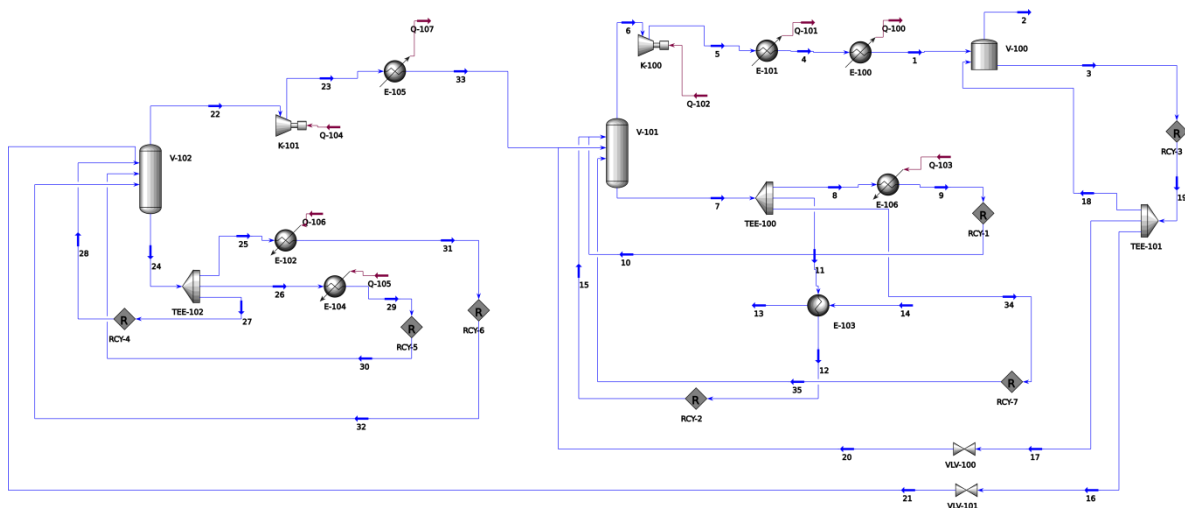 2
Q-107
Q-101
Q-100
6
V-100
5
4
1
3
K-100
E-101
E-100
23
33
E-105
Q-102
22
V-101
Q-104
K-101
RCY-3
V-102
Q-103
19
8
9
18
7
E-106
TEE-100
RCY-1
TEE-101
Q-106
28
24
25
31
10
11
E-102
15
Q-105
26
29
34
TEE-102
27
E-104
13
14
RCY-6
E-103
RCY-4
RCY-5
30
12
35
RCY-7
RCY-2
32
20
17
VLV-100
21
16
VLV-101
R
R
R
R
R
R
R